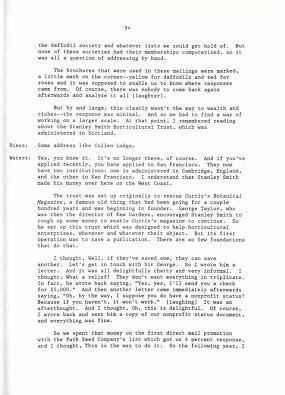 94
the daffodil society and whatever lists we could get hold of. But
none of these societies had their memberships computerized, so it
was all a question of addressing by hand.
The brochures that were used in these mailings were marked,
a little mark on the corner--yellow for daffodils and red for
roses and it was supposed to enable us to know where responses
came from. Of course, there was nobody to come back again
afterwards and analyze it all [laughter].
But by and large, this clearly wasn't the way to wealth and
riches--the response was minimal. And so we had to find a way of
working on a larger scale. At that point, I remembered reading
about the Stanley Smith Horticultural Trust, which was
administered in Scotland.
Riess: Some address like Cullen Lodge.
Waters: Yes, you know it. It's no longer there, of course. And if you've
applied recently, you have applied to San Francisco. They now
have two institutions: one is administered in Cambridge, England,
and the other in San Francisco. I understand that Stanley Smith
made his money over here on the West Coast.
The trust was set up originally to rescue Curtis's Botanical
Magazine, a famous old thing that had been going for a couple
hundred years and was beginning to founder. George Taylor, who
was then the director of Kew Gardens, encouraged Stanley Smith to
rough up some money to enable Curtis's magazine to continue. So
he set up this trust which was designed to help horticultural
enterprises, wherever and whatever their object. But its first
operation was to save a publication. There are so few foundations
that do that.
I thought, Well, if they've saved one, they can save
another. Let's get in touch with Sir George. So I wrote him a
letter. And it was all delightfully chatty and very informal. I
thought, What a relief! They don't want everything in triplicate.
In fact, he wrote back saying, "Yes, yes, I'll send you a check
for $5,000." And then another letter came immediately afterwards
saying, "Oh, by the way, I suppose you do have a nonprofit status?
Because if you haven't, it won't work." [laughing] It was an
afterthought. And I thought, Oh, this is delightful. Of course,
I wrote back and sent him a copy of our nonprofit status document,
and everything was fine.
So we spent that money on the first direct mail promotion
with the Park Seed Company's list which got us 4 percent response,
and I thought, This is the way to do it. So the following year, I